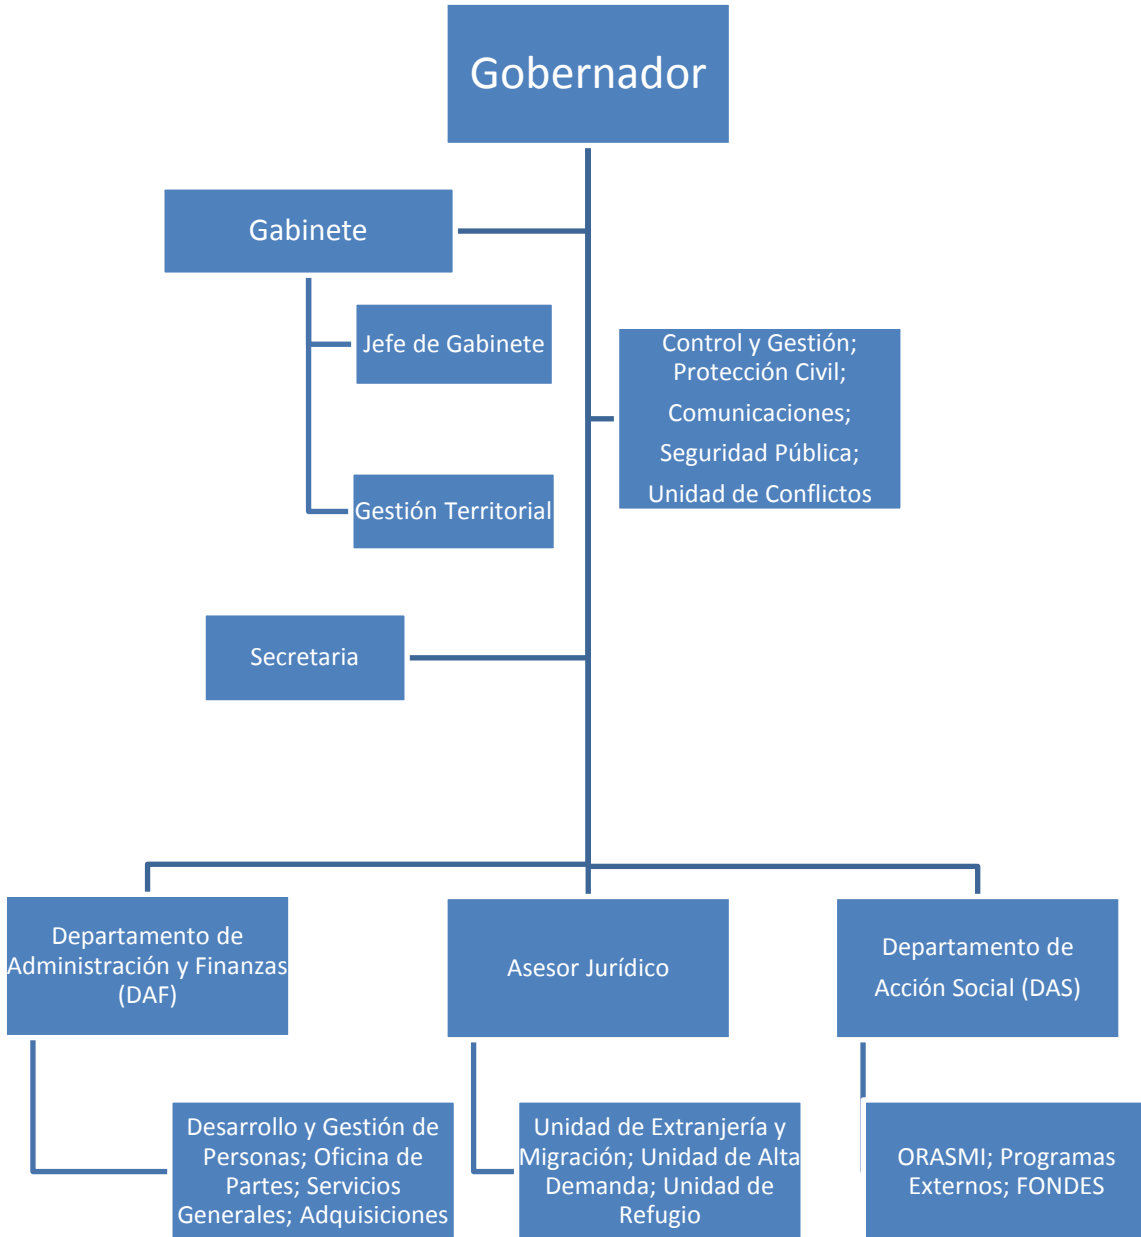 Gobernador
Gabinete
Jefe de Gabinete
Control y Gestión;
Protección Civil;
Comunicaciones;
Seguridad Pública;
Unidad de Conflictos
Gestión Territorial
Secretaria
Departamento de
Administración y Finanzas
(DAF)
Asesor Jurídico
Departamento de
Acción Social (DAS)
Desarrollo y Gestión de
Personas; Oficina de
Partes; Servicios
Generales; Adquisiciones
Unidad de Extranjería y
Migración; Unidad de Alta
Demanda; Unidad de
Refugio
ORASMI; Programas
Externos; FONDES